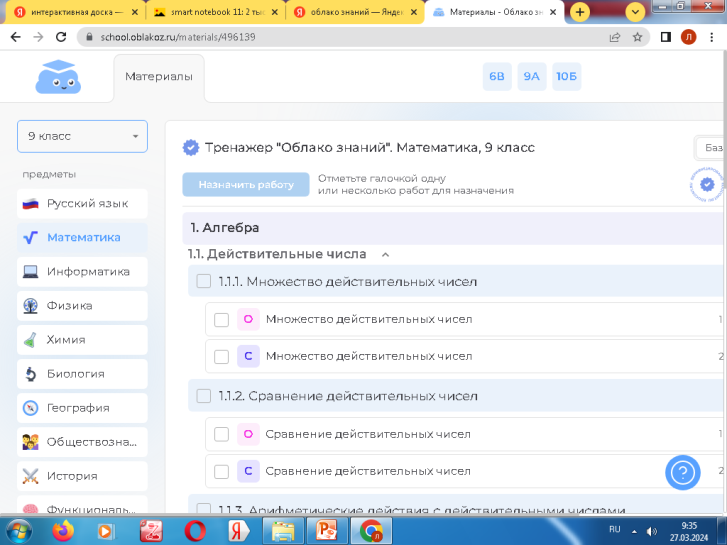 интерактивная доска —
smart notebook 11: 2 тыс
облако знаний — Яндек
Материалы - Облако зн
school.oblakoz.ru/materials/496139
Материалы
6В 9А 10Б
9 класс
предметы
Русский язык
Математика
Информатика
Физика
Химия
Биология
География
Обществозна...
История
Функциональ...
Тренажер "Облако знаний". Математика, 9 класс
Баз
Назначить работу
Отметьте галочкой одну
или несколько работ для назначения
1. Алгебра
1.1. Действительные числа
1.1.1. Множество действительных чисел
О Множество действительных чисел 1
С Множество действительных чисел 2
1.1.2. Сравнение действительных чисел
О Сравнение действительных чисел 1
С Сравнение действительных чисел 2
1.1.3. Арифметические действия с действительными числами
RU
9:35
27.03.2024